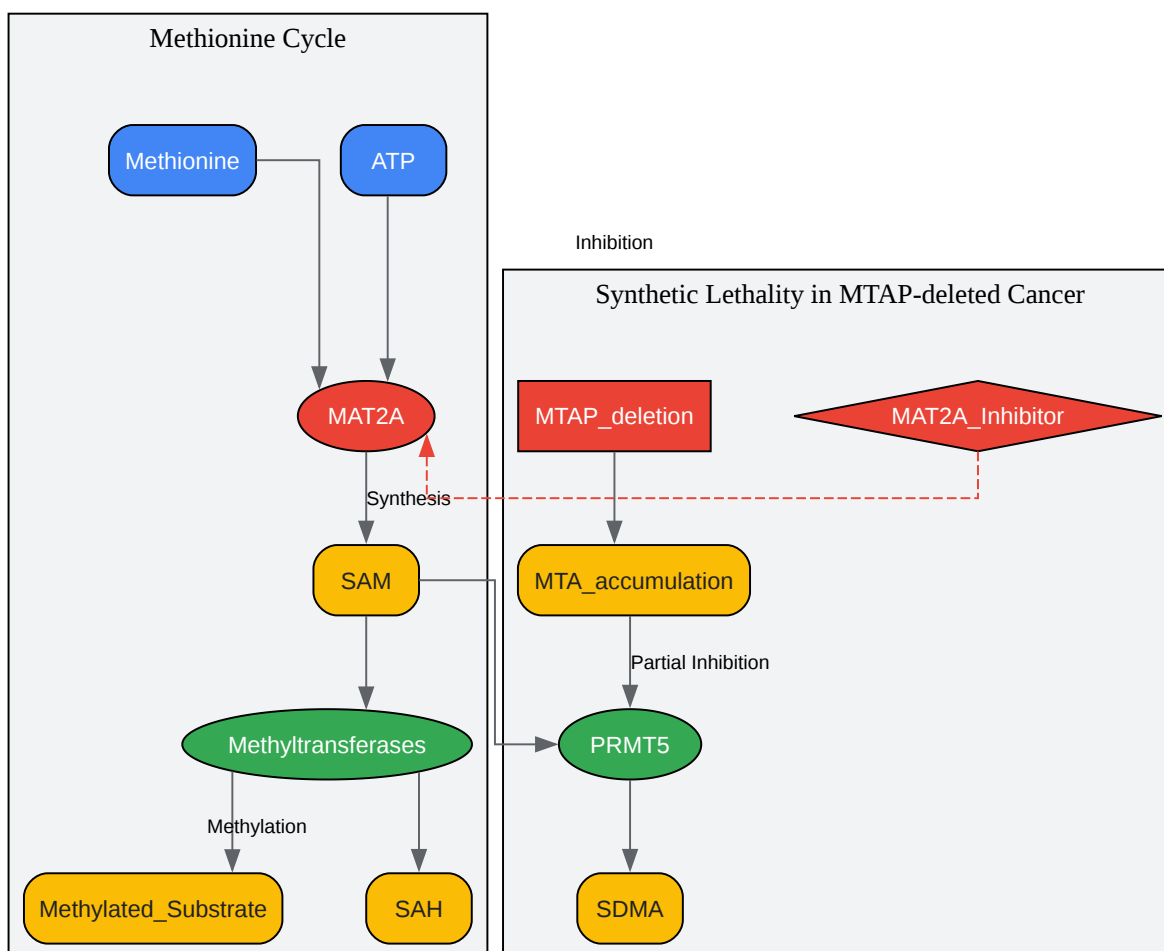 Methionine Cycle
Methionine
ATP
Inhibition
Synthetic Lethality in MTAP-deleted Cancer
MAT2A
MTAP_deletion
MAT2A_Inhibitor
Synthesis
SAM
MTA_accumulation
Partial Inhibition
Methyltransferases
PRMT5
Methylation
Methylated_Substrate
SAH
SDMA